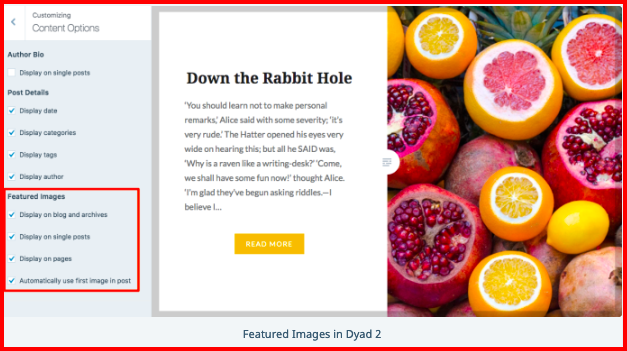 Customizing
Content Options
Author Bio
Display on single posts
Post Details
Display date
Display categories
Display tags
Display author
Featured Images
Display on blog and archives
Display on single posts
Display on pages
Automatically use first image in post
Down the Rabbit Hole
'You should learn not to make personal
remarks,' Alice said with some severity; 'it's
very rude.' The Hatter opened his eyes very
wide on hearing this; but all he SAID was,
'Why is a raven like a writing-desk?' 'Come,
we shall have some fun now!' thought Alice.
'I'm glad they've begun asking riddles.—I
believe I...
READ MORE
Featured Images in Dyad 2